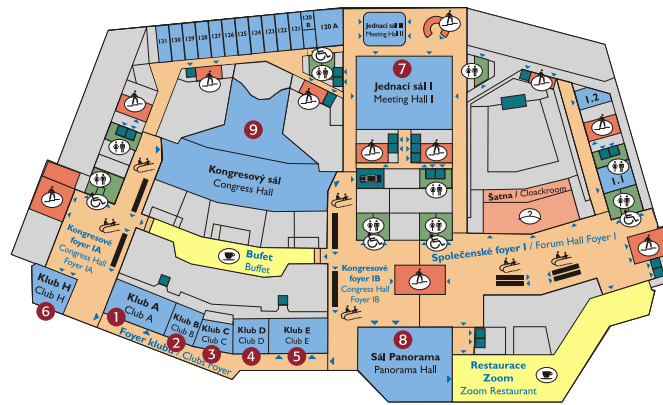 131
130
129
128
127
126
125
124
123
122
121
120
B
120 A
Jednací sál II
Meeting Hall II
7
Jednací sál I
Meeting Hall I
1.2
1.1
9
Kongresový sál
Congress Hall
Šatna / Cloackroom
2
Kongresové
foyer IA
Congress Hall
Foyer IA
Bufet
Buffet
Kongresové
foyer IB
Congress Hall
Foyer IB
Společenské foyer I / Forum Hall Foyer I
Klub H
Club H
6
Klub A
Club A
1
Klub B
Club B
2
Klub C
Club C
3
Klub D
Club D
4
Klub E
Club E
5
Foyer klubů / Clubs Foyer
8
Sál Panorama
Panorama Hall
Restaurace
Zoom
Zoom Restaurant